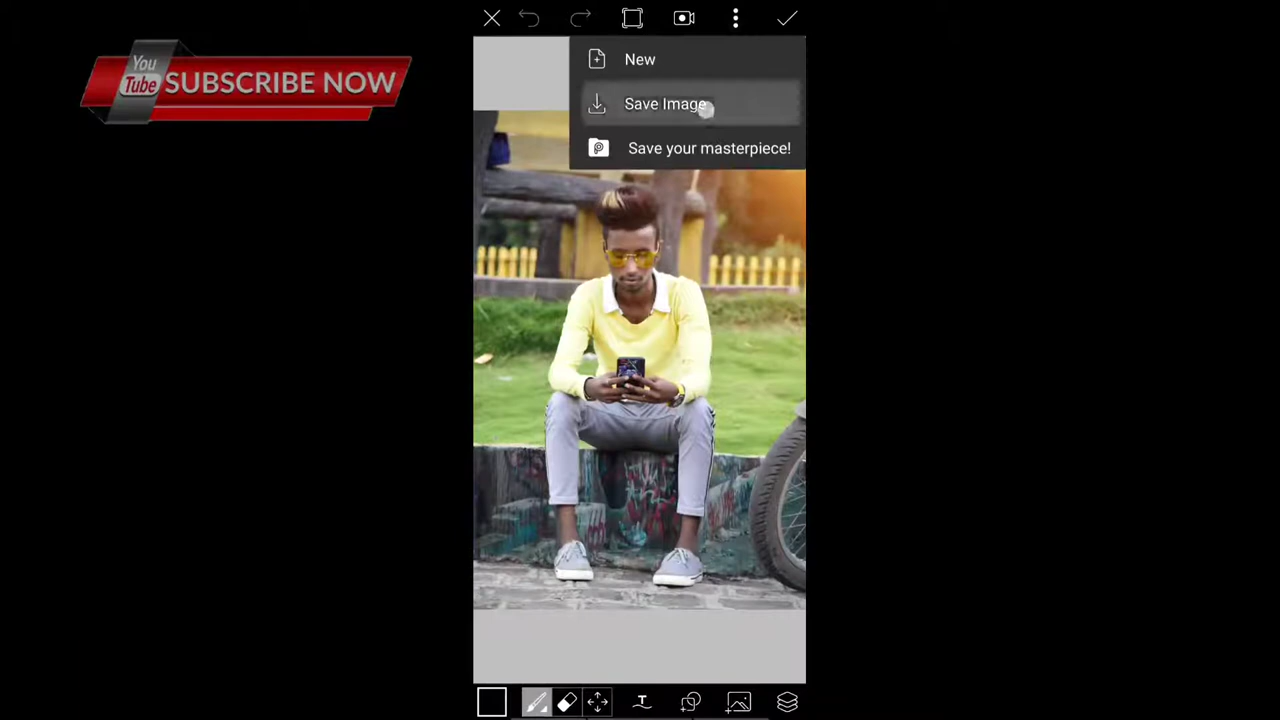 You
Tube SUBSCRIBE NOW
New
Save Image
Save your masterpiece!
T